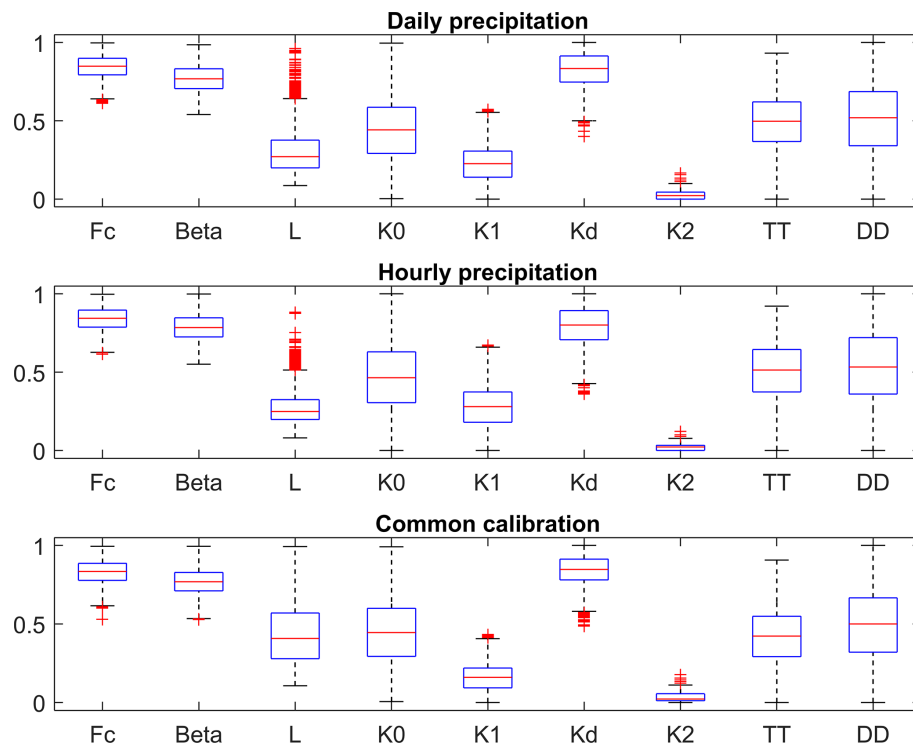 Daily precipitation
1
0.5
0
Fc Beta L K0 K1 Kd K2 TT DD
Hourly precipitation
1
0.5
0
Fc Beta L K0 K1 Kd K2 TT DD
Common calibration
1
0.5
0
Fc Beta L K0 K1 Kd K2 TT DD